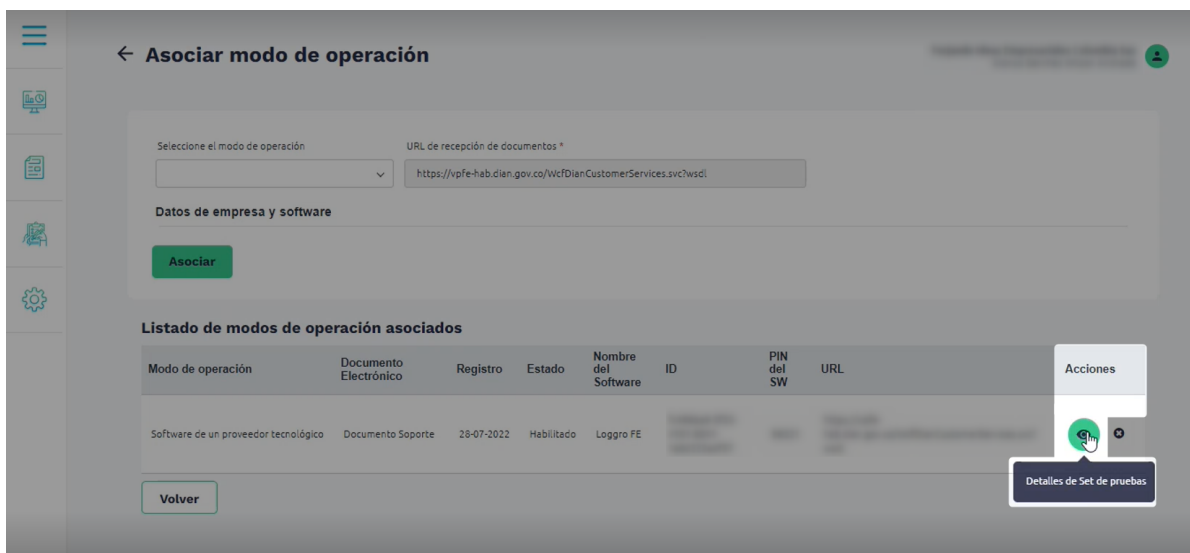 Asociar modo de operación
Seleccione el modo de operación
URL de recepción de documentos *
https://vpfe-hab.dian.gov.co/WcfDianCustomerServices.svc?wsdl
Datos de empresa y software
Asociar
Listado de modos de operación asociados
Modo de operación
Documento
Electrónico
Registro
Estado
Nombre
del
Software
ID
PIN
del
SW
URL
Acciones
Software de un proveedor tecnológico
Documento Soporte
28-07-2022
Habilitado
Loggro FE
Detalles de Set de pruebas
Volver